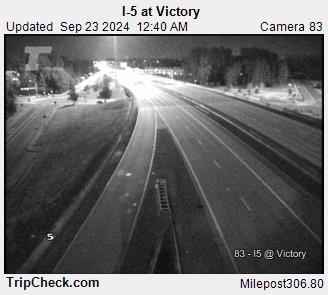 I-5 at Victory
Updated  Sep 23 2024  12:40 AM
Camera 83
T
S
83 - I5 @ Victory
TripCheck.com
Milepost306.80